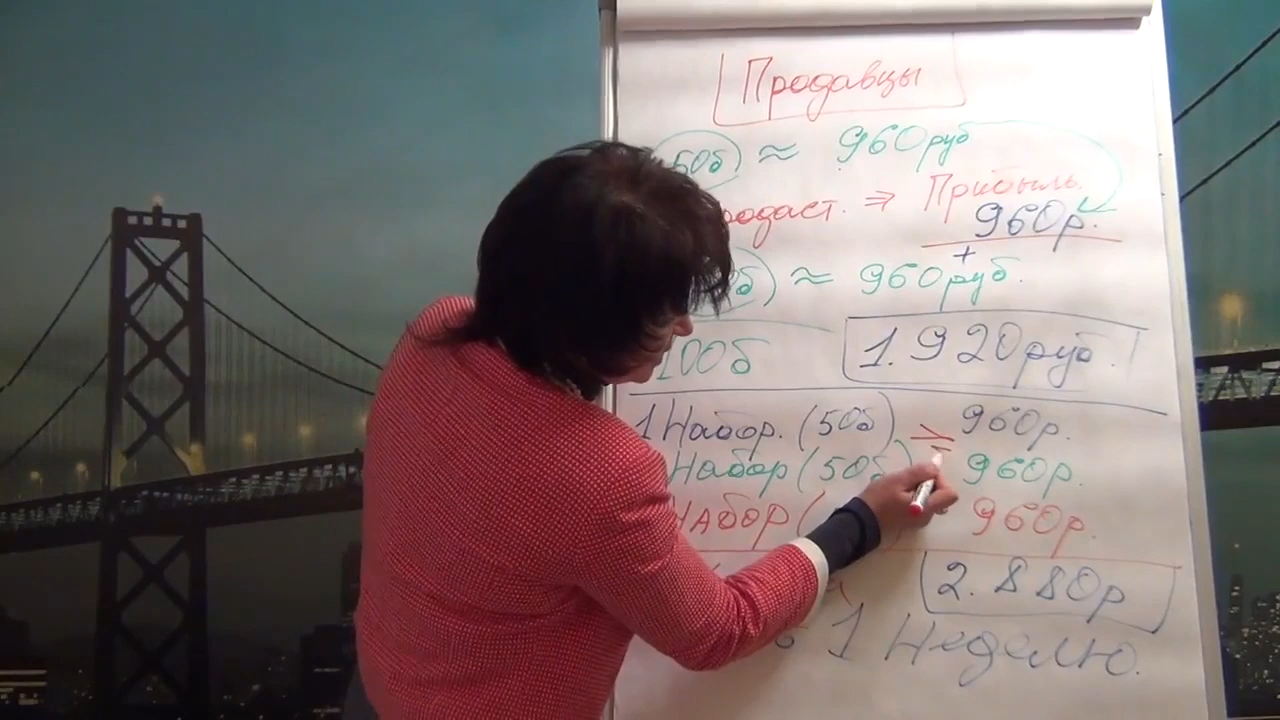 Продавцы
50б) ≈ 960руб
одаст. ⇒ Прибыль.
960р.
+
б) ≈ 960руб.
100б 1.920руб.
1 Набор. (50б) ⇒ 960р.
Набор (50б) = 960р.
Набор ( 960р.
2.880р
1 Неделю.